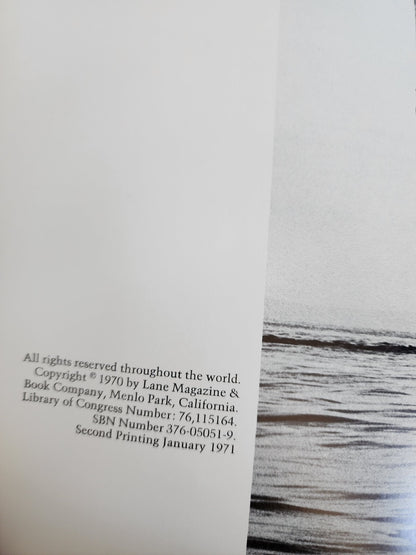 All rights reserved throughout the world.
Copyright © 1970 by Lane Magazine &
Book Company, Menlo Park, California.
Library of Congress Number: 76,115164.
SBN Number 376-05051-9.
Second Printing January 1971